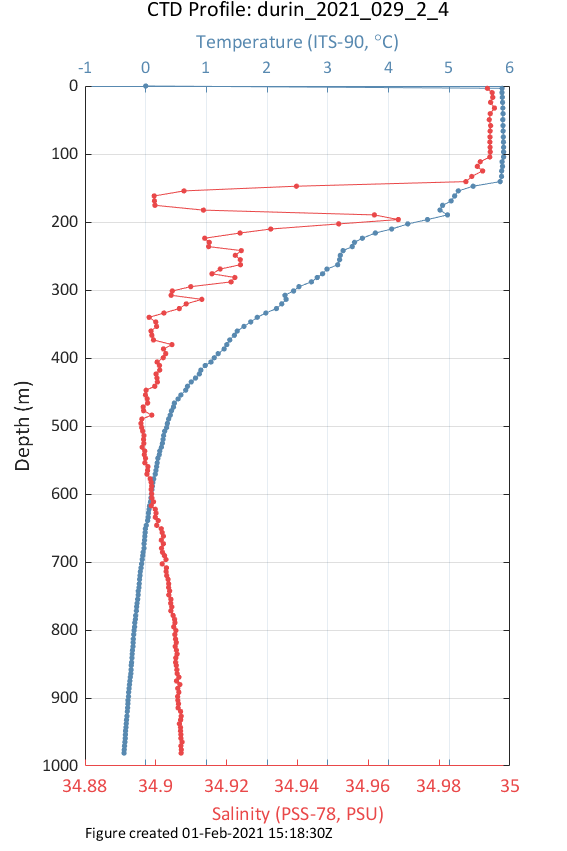 CTD Profile: durin_2021_029_2_4
Temperature (ITS-90, °C)
-1 0 1 2 3 4 5 6
0
100
200
300
400
500
600
700
800
900
1000
Depth (m)
34.88 34.9 34.92 34.94 34.96 34.98 35
Salinity (PSS-78, PSU)
Figure created 01-Feb-2021 15:18:30Z